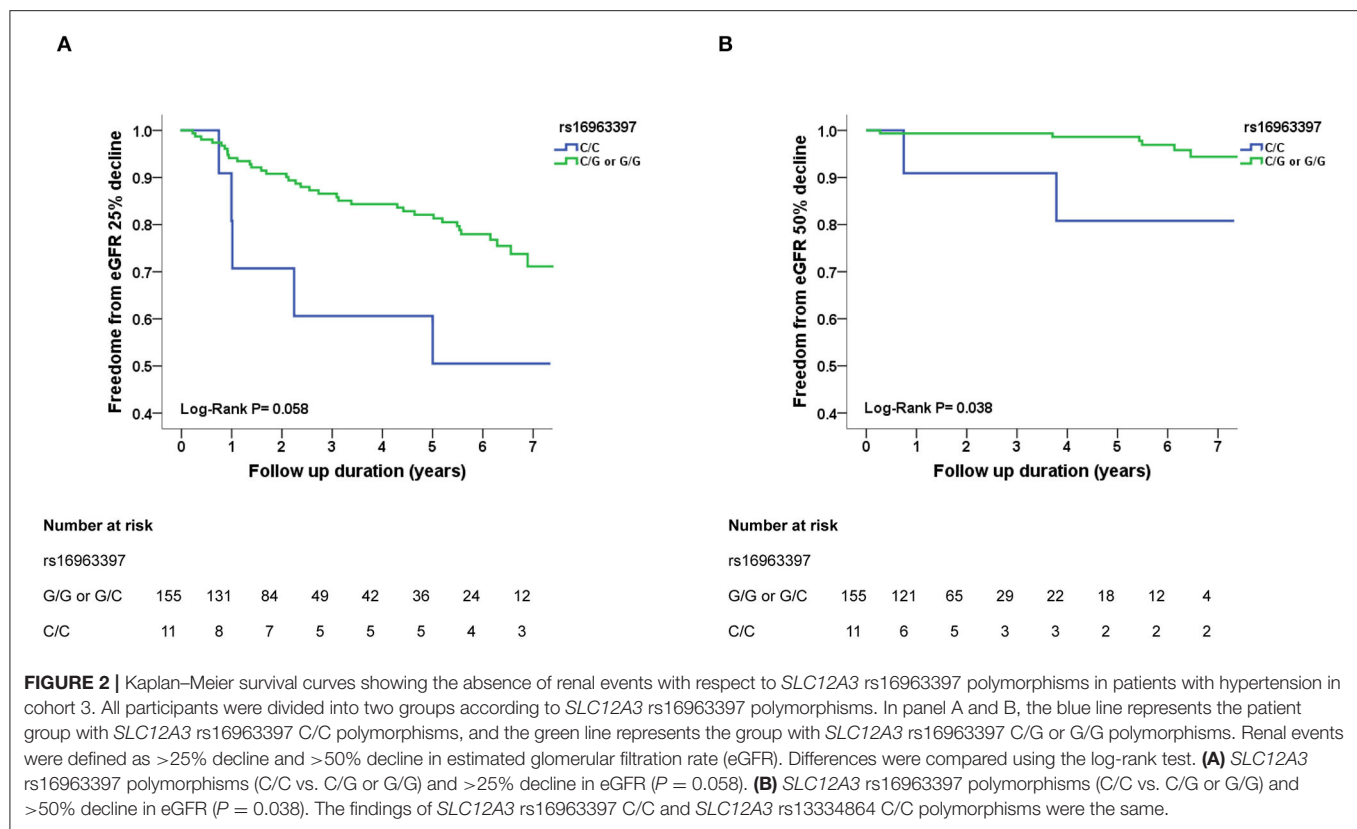 A
rs16963397
C/C
C/G or G/G
Freedome from eGFR 25% decline
1.0
0.9
0.8
0.7
0.6
0.5
0.4
Log-Rank P= 0.058
0 1 2 3 4 5 6 7
Follow up duration (years)
Number at risk
rs16963397
G/G or G/C 155 131 84 49 42 36 24 12
C/C 11 8 7 5 5 5 4 3
B
rs16963397
C/C
C/G or G/G
Freedom from eGFR 50% decline
1.0
0.9
0.8
0.7
0.6
0.5
0.4
Log-Rank P= 0.038
0 1 2 3 4 5 6 7
Follow up duration (years)
Number at risk
rs16963397
G/G or G/C 155 121 65 29 22 18 12 4
C/C 11 6 5 3 3 2 2 2
FIGURE 2 | Kaplan–Meier survival curves showing the absence of renal events with respect to SLC12A3 rs16963397 polymorphisms in patients with hypertension in
cohort 3. All participants were divided into two groups according to SLC12A3 rs16963397 polymorphisms. In panel A and B, the blue line represents the patient
group with SLC12A3 rs16963397 C/C polymorphisms, and the green line represents the group with SLC12A3 rs16963397 C/G or G/G polymorphisms. Renal events
were defined as >25% decline and >50% decline in estimated glomerular filtration rate (eGFR). Differences were compared using the log-rank test. (A) SLC12A3
rs16963397 polymorphisms (C/C vs. C/G or G/G) and >25% decline in eGFR (P = 0.058). (B) SLC12A3 rs16963397 polymorphisms (C/C vs. C/G or G/G) and
>50% decline in eGFR (P = 0.038). The findings of SLC12A3 rs16963397 C/C and SLC12A3 rs13334864 C/C polymorphisms were the same.